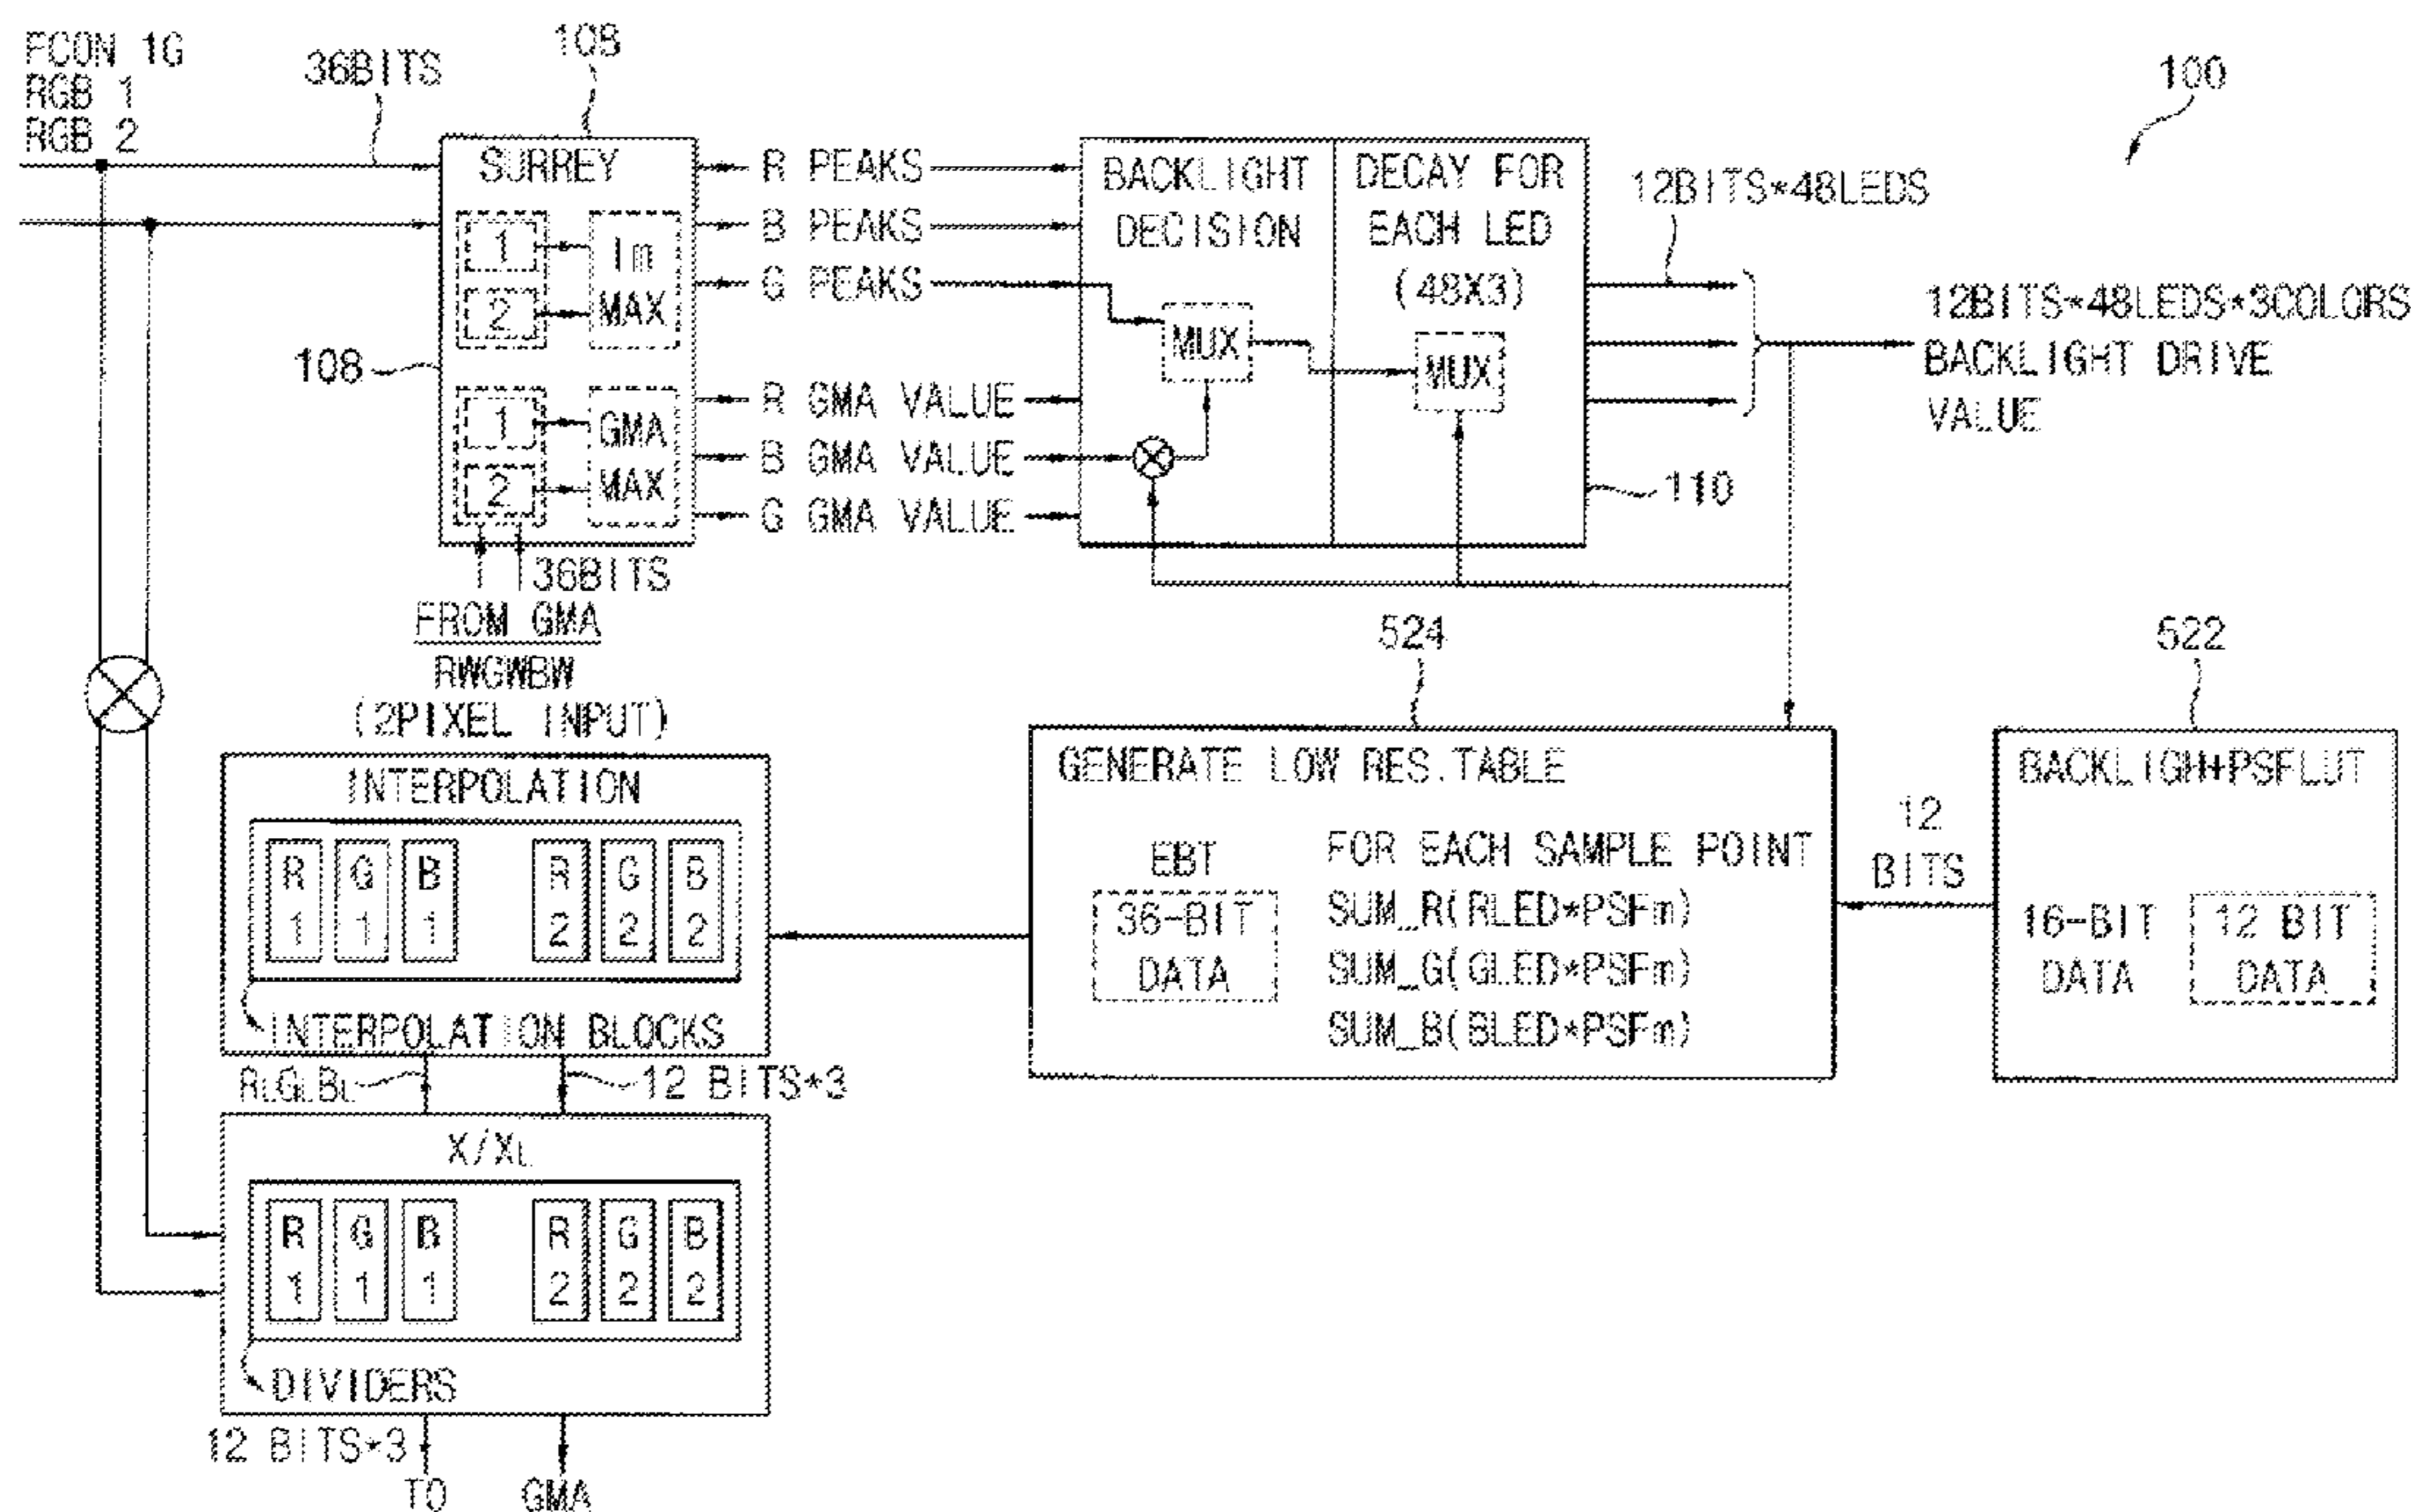 FCON 1G
RGB 1
RGB 2
36BITS
108
100
SURREY
1
2
Im
MAX
108
1
2
GMA
MAX
R PEAKS
B PEAKS
G PEAKS
R GMA VALUE
B GMA VALUE
G GMA VALUE
BACKLIGHT
DECISION
MUX
DECAY FOR
EACH LED
(48X3)
MUX
12BITS*48LEDS
12BITS*48LEDS*3COLORS
BACKLIGHT DRIVE
VALUE
110
36BITS
FROM GMA
RWGWBW
(2PIXEL INPUT)
524
522
INTERPOLATION
R G B R G B
1 1 1 2 2 2
INTERPOLATION BLOCKS
GENERATE LOW RES.TABLE
EBT
36-BIT
DATA
FOR EACH SAMPLE POINT
SUM_R(RLED*PSFm)
SUM_G(GLED*PSFm)
SUM_B(BLED*PSFm)
12
BITS
BACKLIGH+PSFLUT
16-BIT
DATA
12 BIT
DATA
RLGLBL
12 BITS*3
X/XL
R G B R G B
1 1 1 2 2 2
DIVIDERS
12 BITS*3
TO GMA